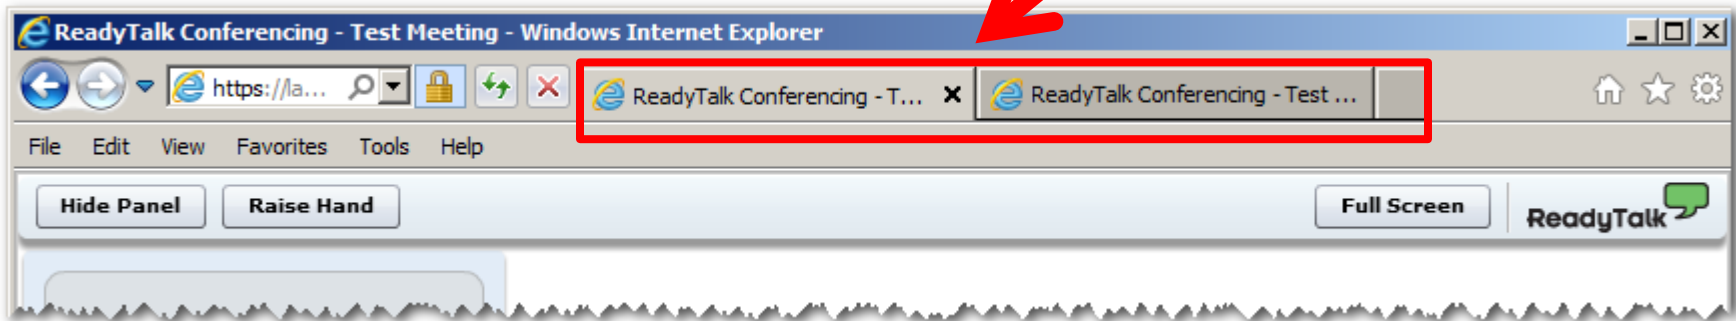 ReadyTalk Conferencing - Test Meeting - Windows Internet Explorer
https://la...
ReadyTalk Conferencing - T...
ReadyTalk Conferencing - Test ...
File Edit View Favorites Tools Help
Hide Panel Raise Hand Full Screen ReadyTalk